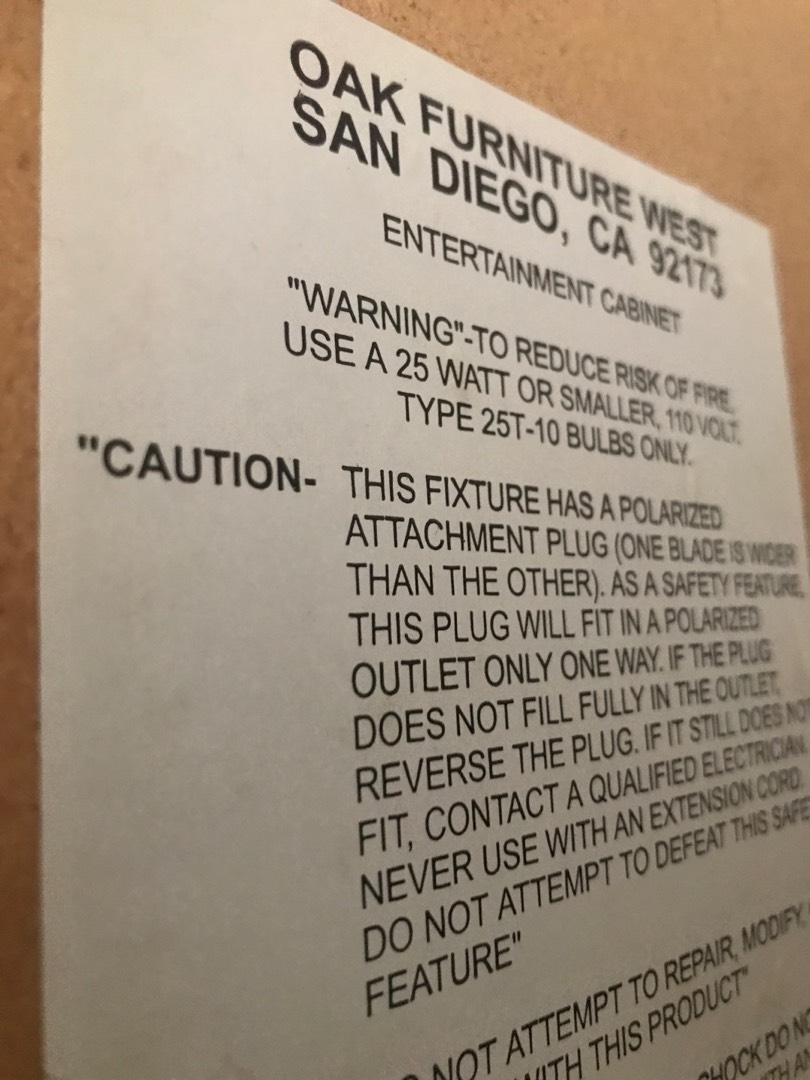 OAK FURNITURE WEST
SAN DIEGO, CA 92173
ENTERTAINMENT CABINET
"WARNING"-TO REDUCE RISK OF FIRE,
USE A 25 WATT OR SMALLER, 110 VOLT,
TYPE 25T-10 BULBS ONLY.
"CAUTION- THIS FIXTURE HAS A POLARIZED
ATTACHMENT PLUG (ONE BLADE IS WIDER
THAN THE OTHER). AS A SAFETY FEATURE,
THIS PLUG WILL FIT IN A POLARIZED
OUTLET ONLY ONE WAY. IF THE PLUG
DOES NOT FILL FULLY IN THE OUTLET,
REVERSE THE PLUG. IF IT STILL DOES NOT
FIT, CONTACT A QUALIFIED ELECTRICIAN.
NEVER USE WITH AN EXTENSION CORD.
DO NOT ATTEMPT TO DEFEAT THIS SAFE
FEATURE"
NOT ATTEMPT TO REPAIR, MODIFY,
WITH THIS PRODUCT"
SHOCK DO NO